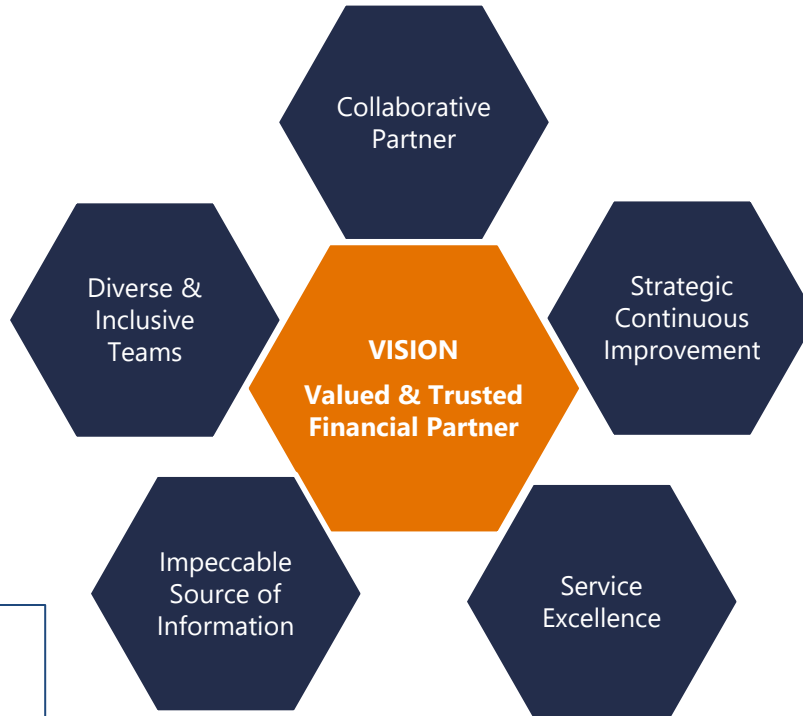 Collaborative
Partner
Diverse &
Inclusive
Teams
Strategic
Continuous
Improvement
VISION
Valued & Trusted
Financial Partner
Impeccable
Source of
Information
Service
Excellence